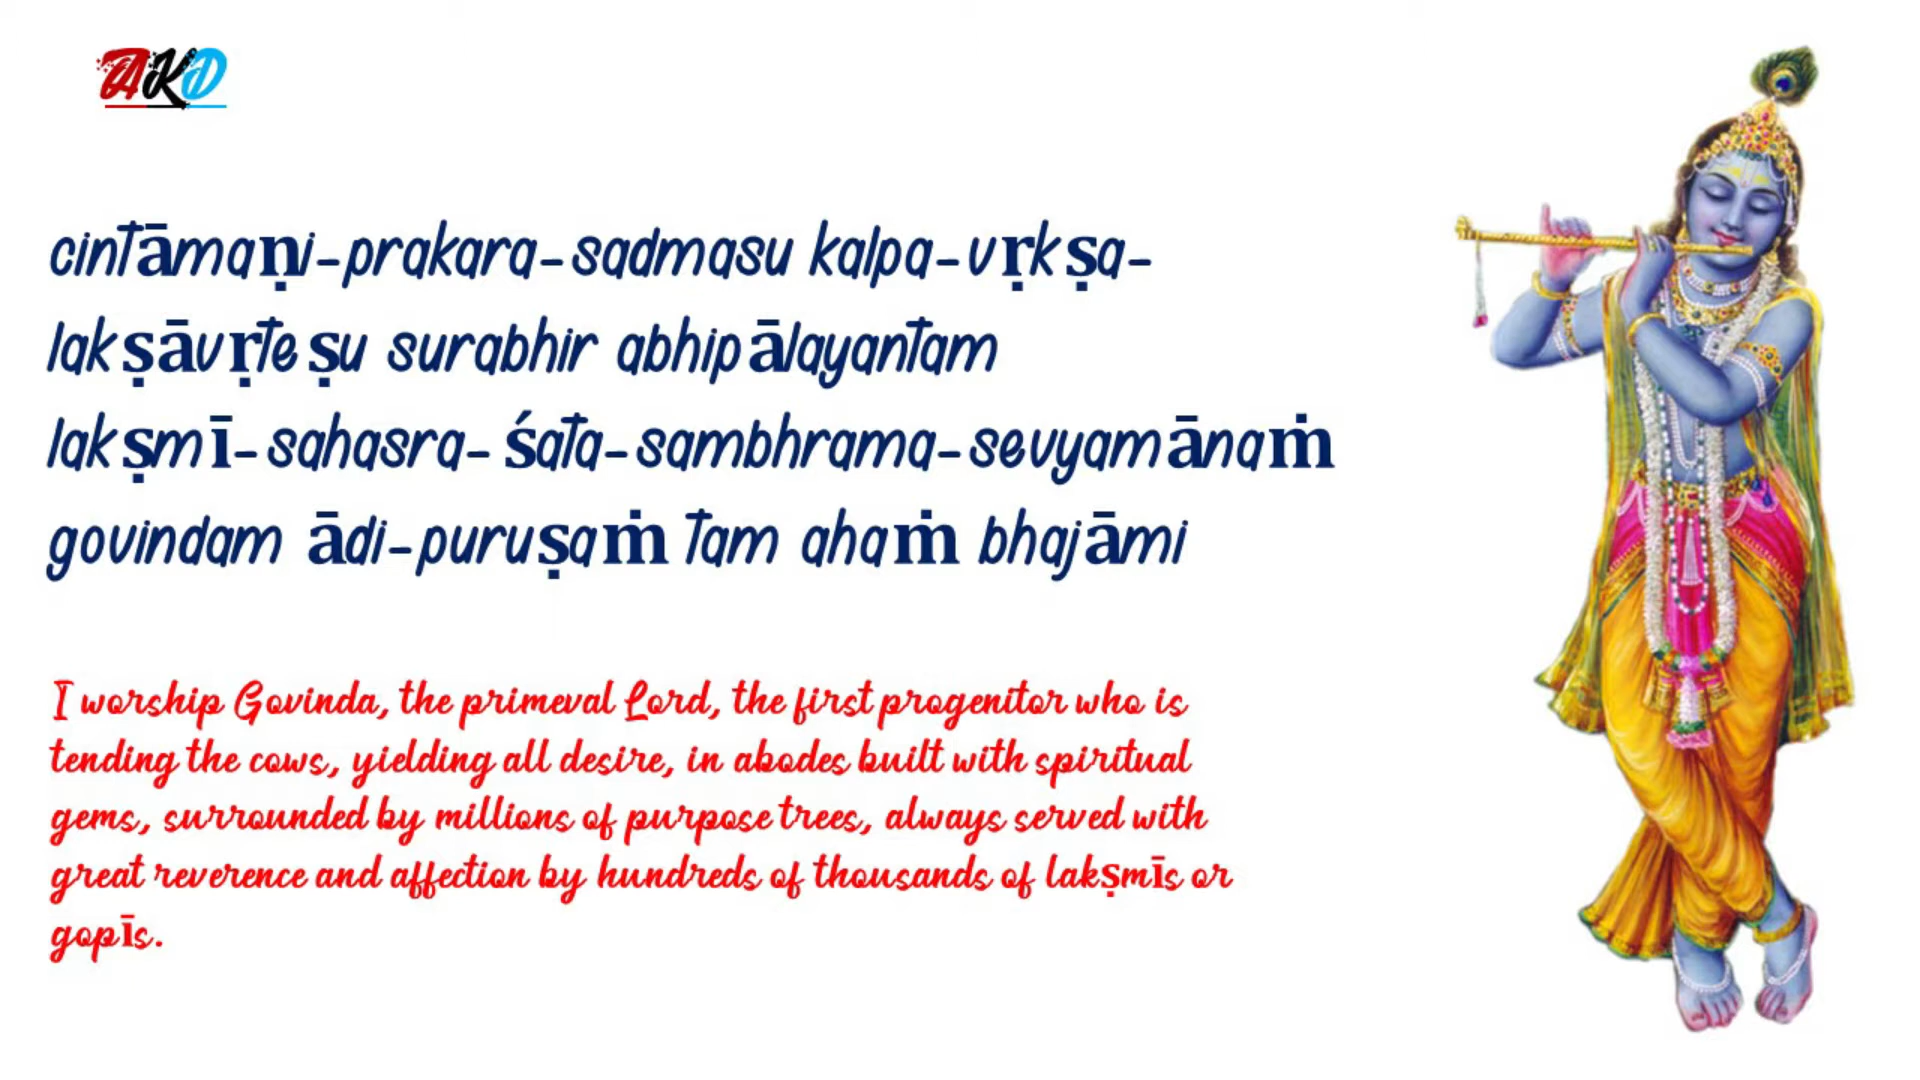 AKD
cintāmaṇi-prakara-sadmasu kalpa-vṛkṣa-
lakṣāvṛteṣu surabhir abhipālayantam
lakṣmī-sahasra-śata-sambhrama-sevyamānaṁ
govindam ādi-puruṣaṁ tam ahaṁ bhajāmi
I worship Govinda, the primeval Lord, the first progenitor who is
tending the cows, yielding all desire, in abodes built with spiritual
gems, surrounded by millions of purpose trees, always served with
great reverence and affection by hundreds of thousands of lakṣmīs or
gopīs.